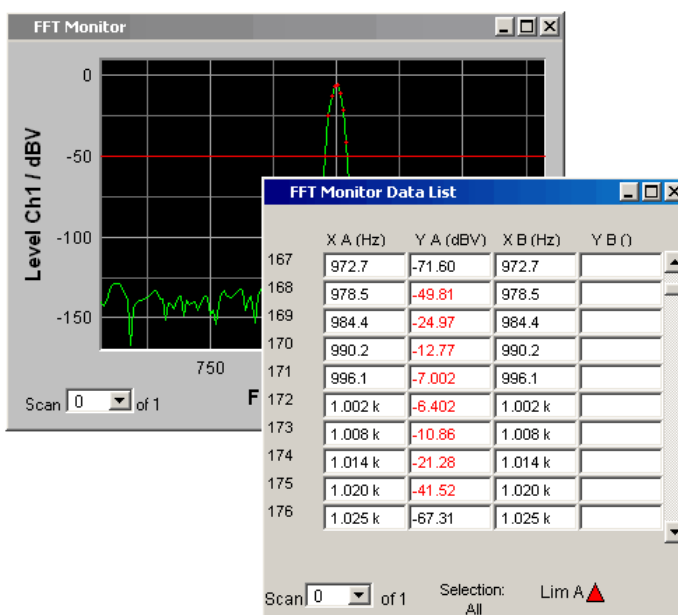 FFT Monitor
0
-50
-100
-150
Level Ch1 / dBV
750
F
Scan 0 of 1
FFT Monitor Data List
X A (Hz) Y A (dBV) X B (Hz) Y B ()
167 972.7 -71.60 972.7
168 978.5 -49.81 978.5
169 984.4 -24.97 984.4
170 990.2 -12.77 990.2
171 996.1 -7.002 996.1
172 1.002 k -6.402 1.002 k
173 1.008 k -10.86 1.008 k
174 1.014 k -21.28 1.014 k
175 1.020 k -41.52 1.020 k
176 1.025 k -67.31 1.025 k
Scan 0 of 1
Selection:
All
Lim A